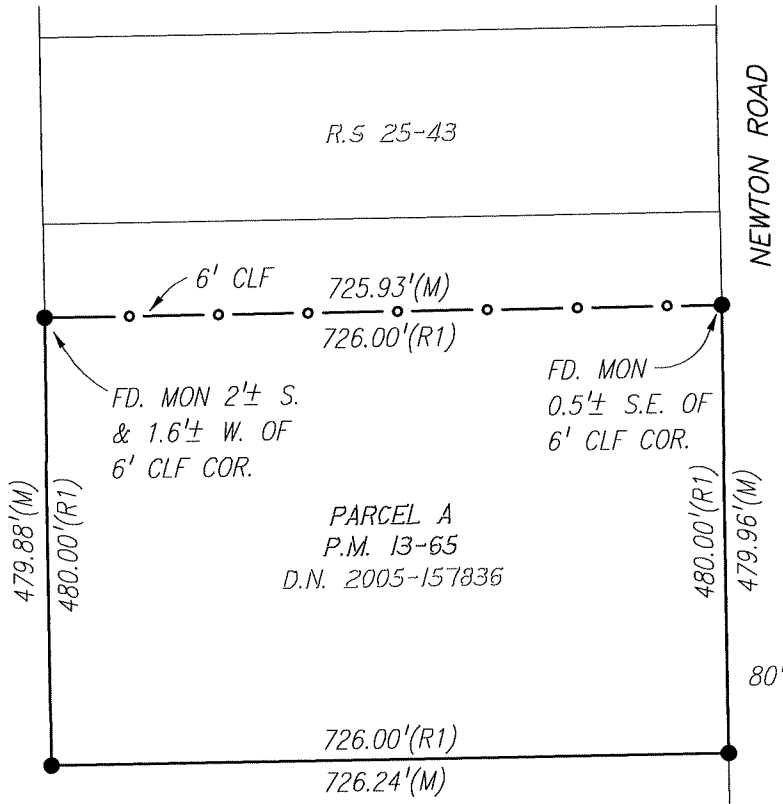 R.S 25-43
NEWTON ROAD
6' CLF
725.93'(M)
726.00'(R1)
FD. MON 2'± S.
& 1.6'± W. OF
6' CLF COR.
FD. MON
0.5'± S.E. OF
6' CLF COR.
479.88'(M)
480.00'(R1)
PARCEL A
P.M. 13-65
D.N. 2005-157836
480.00'(R1)
479.96'(M)
80'
726.00'(R1)
726.24'(M)